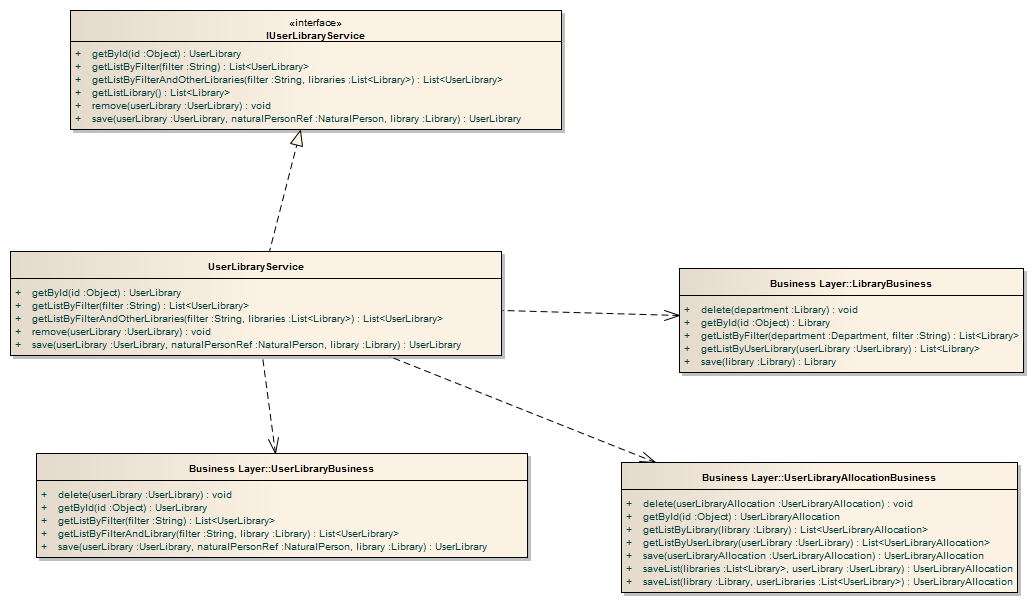 «interface»
IUserLibraryService
+ getById(id :Object) : UserLibrary
+ getListByFilter(filter :String) : List<UserLibrary>
+ getListByFilterAndOtherLibraries(filter :String, libraries :List<Library>) : List<UserLibrary>
+ getListLibrary() : List<Library>
+ remove(userLibrary :UserLibrary) : void
+ save(userLibrary :UserLibrary, naturalPersonRef :NaturalPerson, library :Library) : UserLibrary
UserLibraryService
+ getById(id :Object) : UserLibrary
+ getListByFilter(filter :String) : List<UserLibrary>
+ getListByFilterAndOtherLibraries(filter :String, libraries :List<Library>) : List<UserLibrary>
+ remove(userLibrary :UserLibrary) : void
+ save(userLibrary :UserLibrary, naturalPersonRef :NaturalPerson, library :Library) : UserLibrary
Business Layer::LibraryBusiness
+ delete(department :Library) : void
+ getById(id :Object) : Library
+ getListByFilter(department :Department, filter :String) : List<Library>
+ getListByUserLibrary(userLibrary :UserLibrary) : List<Library>
+ save(library :Library) : Library
Business Layer::UserLibraryBusiness
+ delete(userLibrary :UserLibrary) : void
+ getById(id :Object) : UserLibrary
+ getListByFilter(filter :String) : List<UserLibrary>
+ getListByFilterAndLibrary(filter :String, library :Library) : List<UserLibrary>
+ save(userLibrary :UserLibrary, naturalPersonRef :NaturalPerson, library :Library) : UserLibrary
Business Layer::UserLibraryAllocationBusiness
+ delete(userLibraryAllocation :UserLibraryAllocation) : void
+ getById(id :Object) : UserLibraryAllocation
+ getListByLibrary(library :Library) : List<UserLibraryAllocation>
+ getListByUserLibrary(userLibrary :UserLibrary) : List<UserLibraryAllocation>
+ save(userLibraryAllocation :UserLibraryAllocation) : UserLibraryAllocation
+ saveList(libraries :List<Library>, userLibrary :UserLibrary) : UserLibraryAllocation
+ saveList(library :Library, userLibraries :List<UserLibrary>) : UserLibraryAllocation